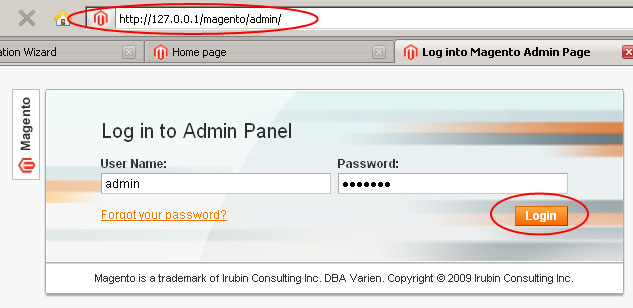 http://127.0.0.1/magento/admin/
ation Wizard
Home page
Log into Magento Admin Page
Magento
Log in to Admin Panel
User Name:
Password:
admin
•••••••
Forgot your password?
Login
Magento is a trademark of Irubin Consulting Inc. DBA Varien. Copyright © 2009 Irubin Consulting Inc.